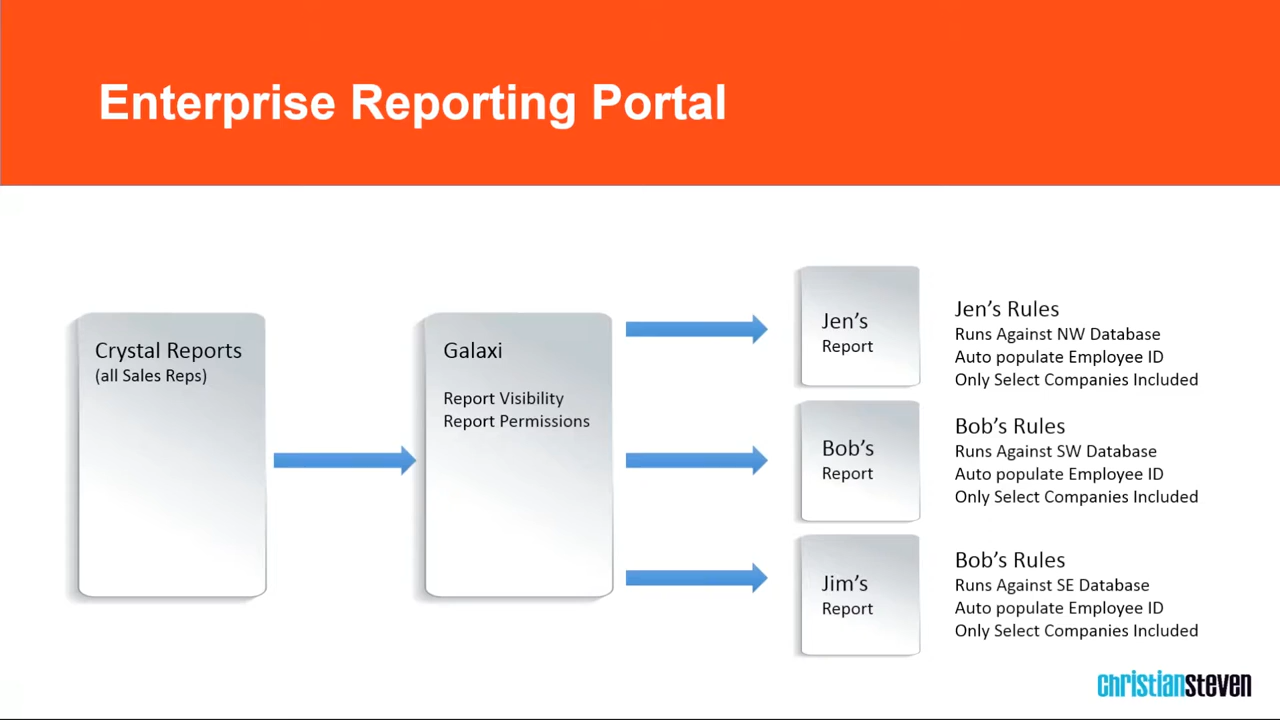 Enterprise Reporting Portal
Crystal Reports
(all Sales Reps)
Galaxi
Report Visibility
Report Permissions
Jen's
Report
Jen's Rules
Runs Against NW Database
Auto populate Employee ID
Only Select Companies Included
Bob's
Report
Bob's Rules
Runs Against SW Database
Auto populate Employee ID
Only Select Companies Included
Jim's
Report
Bob's Rules
Runs Against SE Database
Auto populate Employee ID
Only Select Companies Included
christiansteven